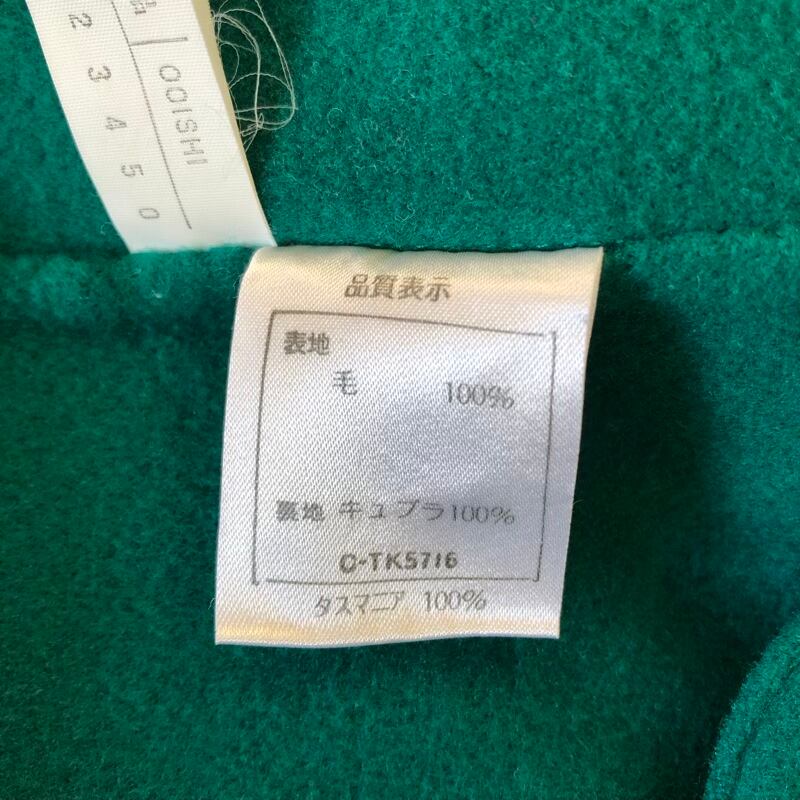 OOISHI
2 3 4 5 0
品質表示
表地
毛 100%
裏地 キュプラ100%
O-TK5716
タスマニア 100%